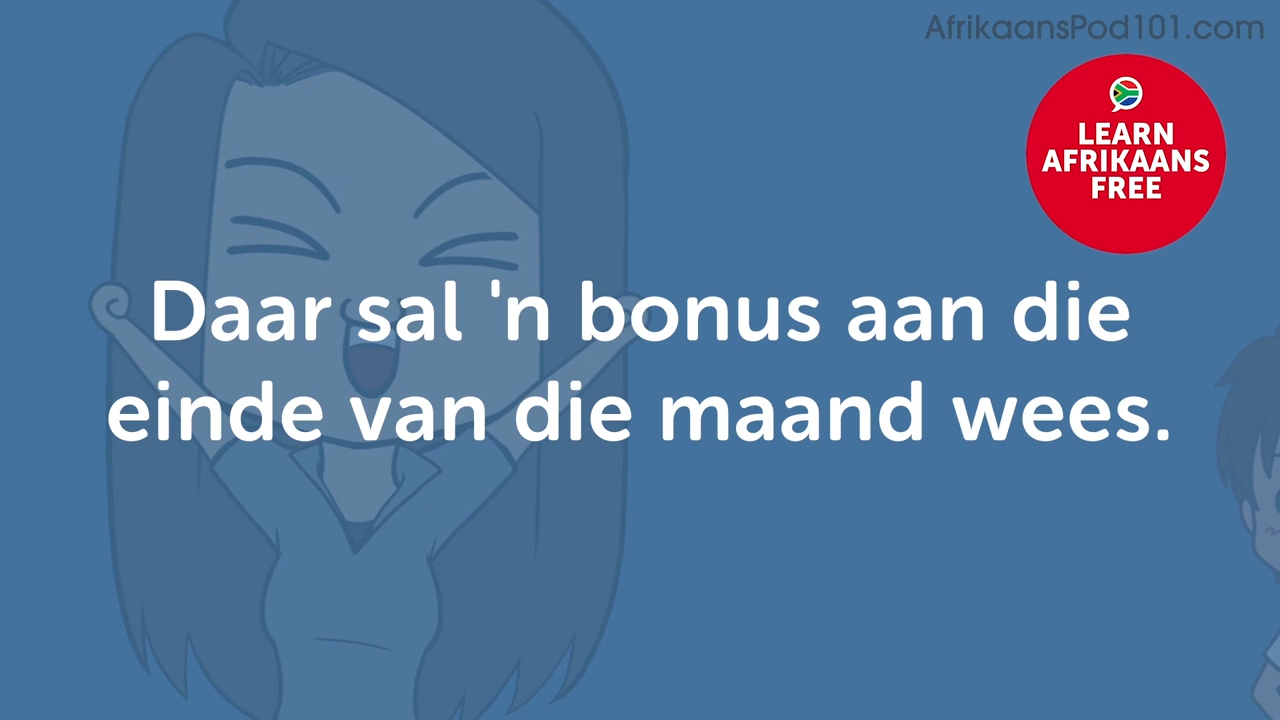 AfrikaansPod101.com
LEARN
AFRIKAANS
FREE
Daar sal 'n bonus aan die
einde van die maand wees.